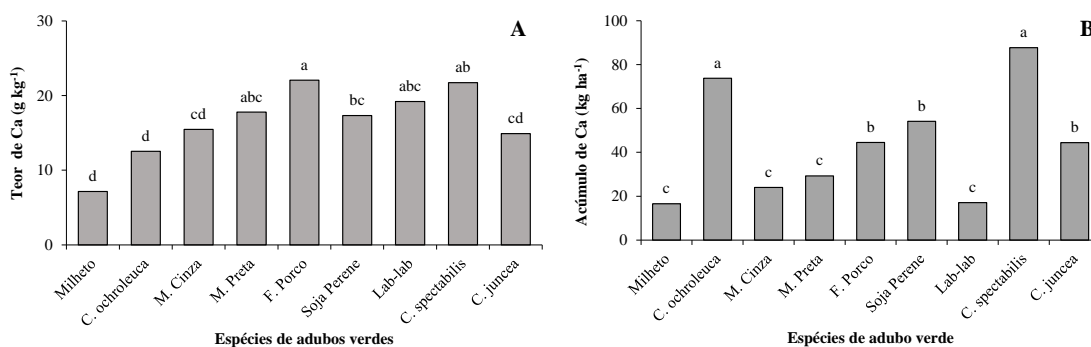 A
Teor de Ca (g kg-1)
30
20
10
0
d
d
cd
abc
a
bc
abc
ab
cd
Milheto
C. ochroleuca
M. Cinza
M. Preta
F. Porco
Soja Perene
Lab-lab
C. spectabilis
C. juncea
Espécies de adubos verdes
B
Acúmulo de Ca (kg ha-1)
100
80
60
40
20
0
c
a
c
c
b
b
c
a
b
Milheto
C. ochroleuca
M. Cinza
M. Preta
F. Porco
Soja Perene
Lab-lab
C. spectabilis
C. juncea
Espécies de adubo verde